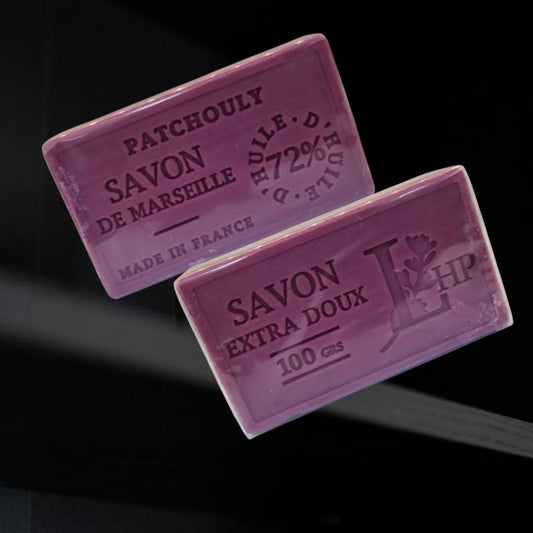 PATCHOULY
SAVON
DE MARSEILLE
MADE IN FRANCE
D'HUILE · D'HUILE ·
72%
SAVON
EXTRA DOUX
100 GRS
L
HP